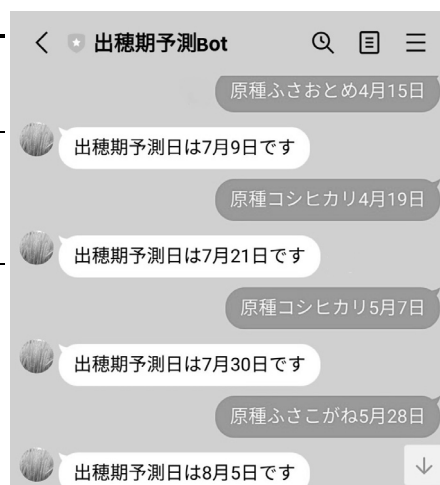 出穂期予測Bot
原種ふさおとめ4月15日
出穂期予測日は7月9日です
原種コシヒカリ4月19日
出穂期予測日は7月21日です
原種コシヒカリ5月7日
出穂期予測日は7月30日です
原種ふさこがね5月28日
出穂期予測日は8月5日です